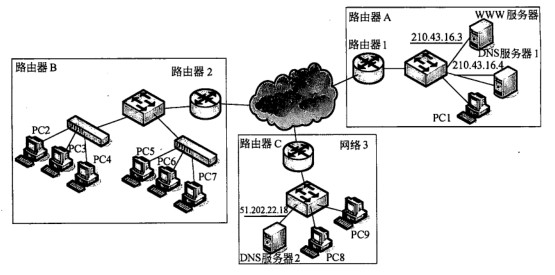 路由器A
WWW服务器
路由器1
210.43.16.3
DNS服务器1
210.43.16.4
PC1
路由器B
路由器2
PC2
PC3
PC4
PC5
PC6
PC7
路由器C
网络3
51.202.22.18
PC9
DNS服务器2
PC8